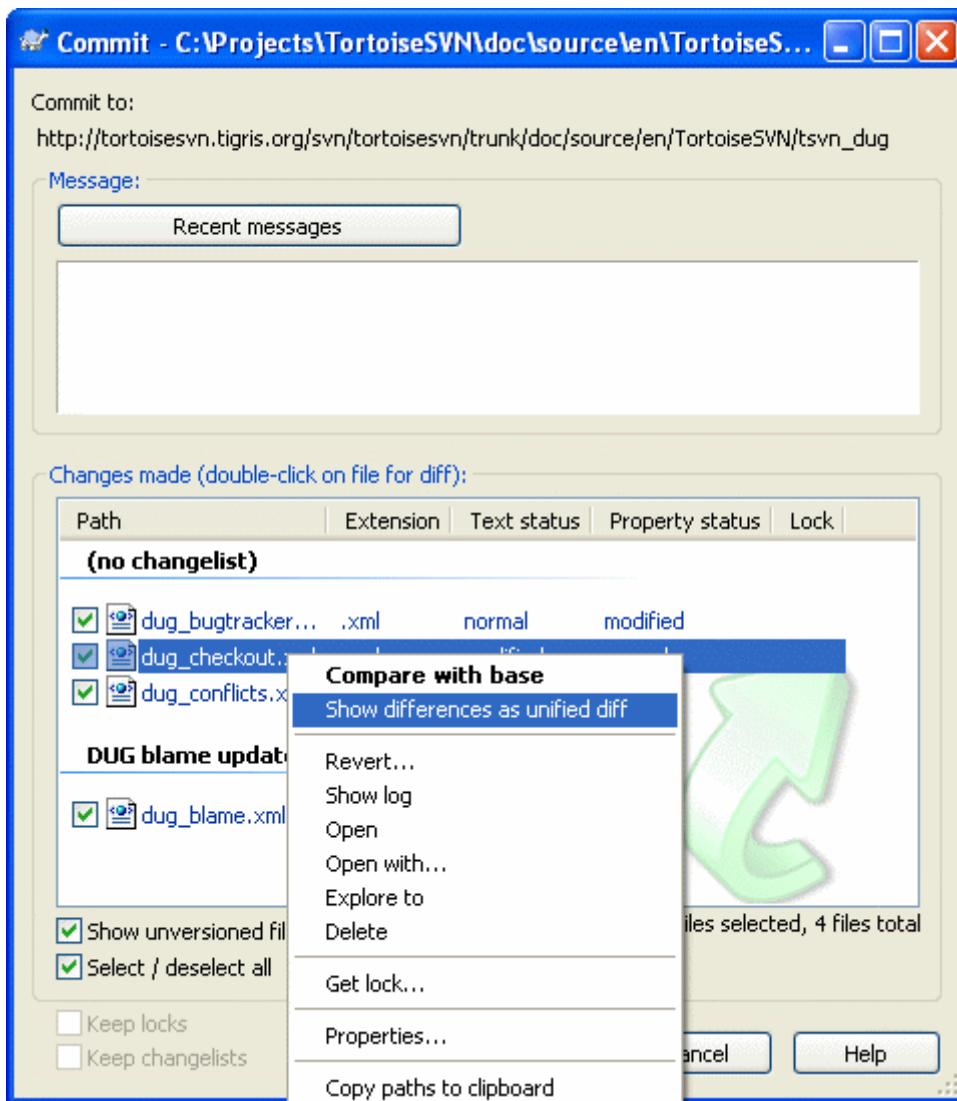 Commit - C:\Projects\TortoiseSVN\doc\source\en\TortoiseS...
Commit to:
http://tortoisesvn.tigris.org/svn/tortoisesvn/trunk/doc/source/en/TortoiseSVN/tsvn_dug
Message:
Recent messages
Changes made (double-click on file for diff):
Path Extension Text status Property status Lock
(no changelist)
dug_bugtracker... .xml normal modified
dug_checkout.
dug_conflicts.x
DUG blame updat
dug_blame.xml
Compare with base
Show differences as unified diff
Revert...
Show log
Open
Open with...
Explore to
Delete
Get lock...
Properties...
Copy paths to clipboard
Show unversioned fil
iles selected, 4 files total
Select / deselect all
Keep locks
Keep changelists
ancel
Help